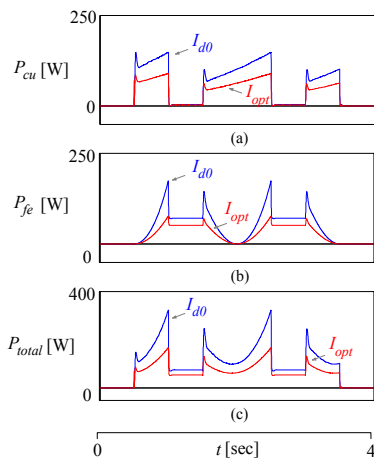 250
P_cu [W]
I_d0
I_opt
0
(a)
250
P_fe [W]
I_d0
I_opt
0
(b)
400
P_total [W]
I_d0
I_opt
0
(c)
0 t [sec] 4